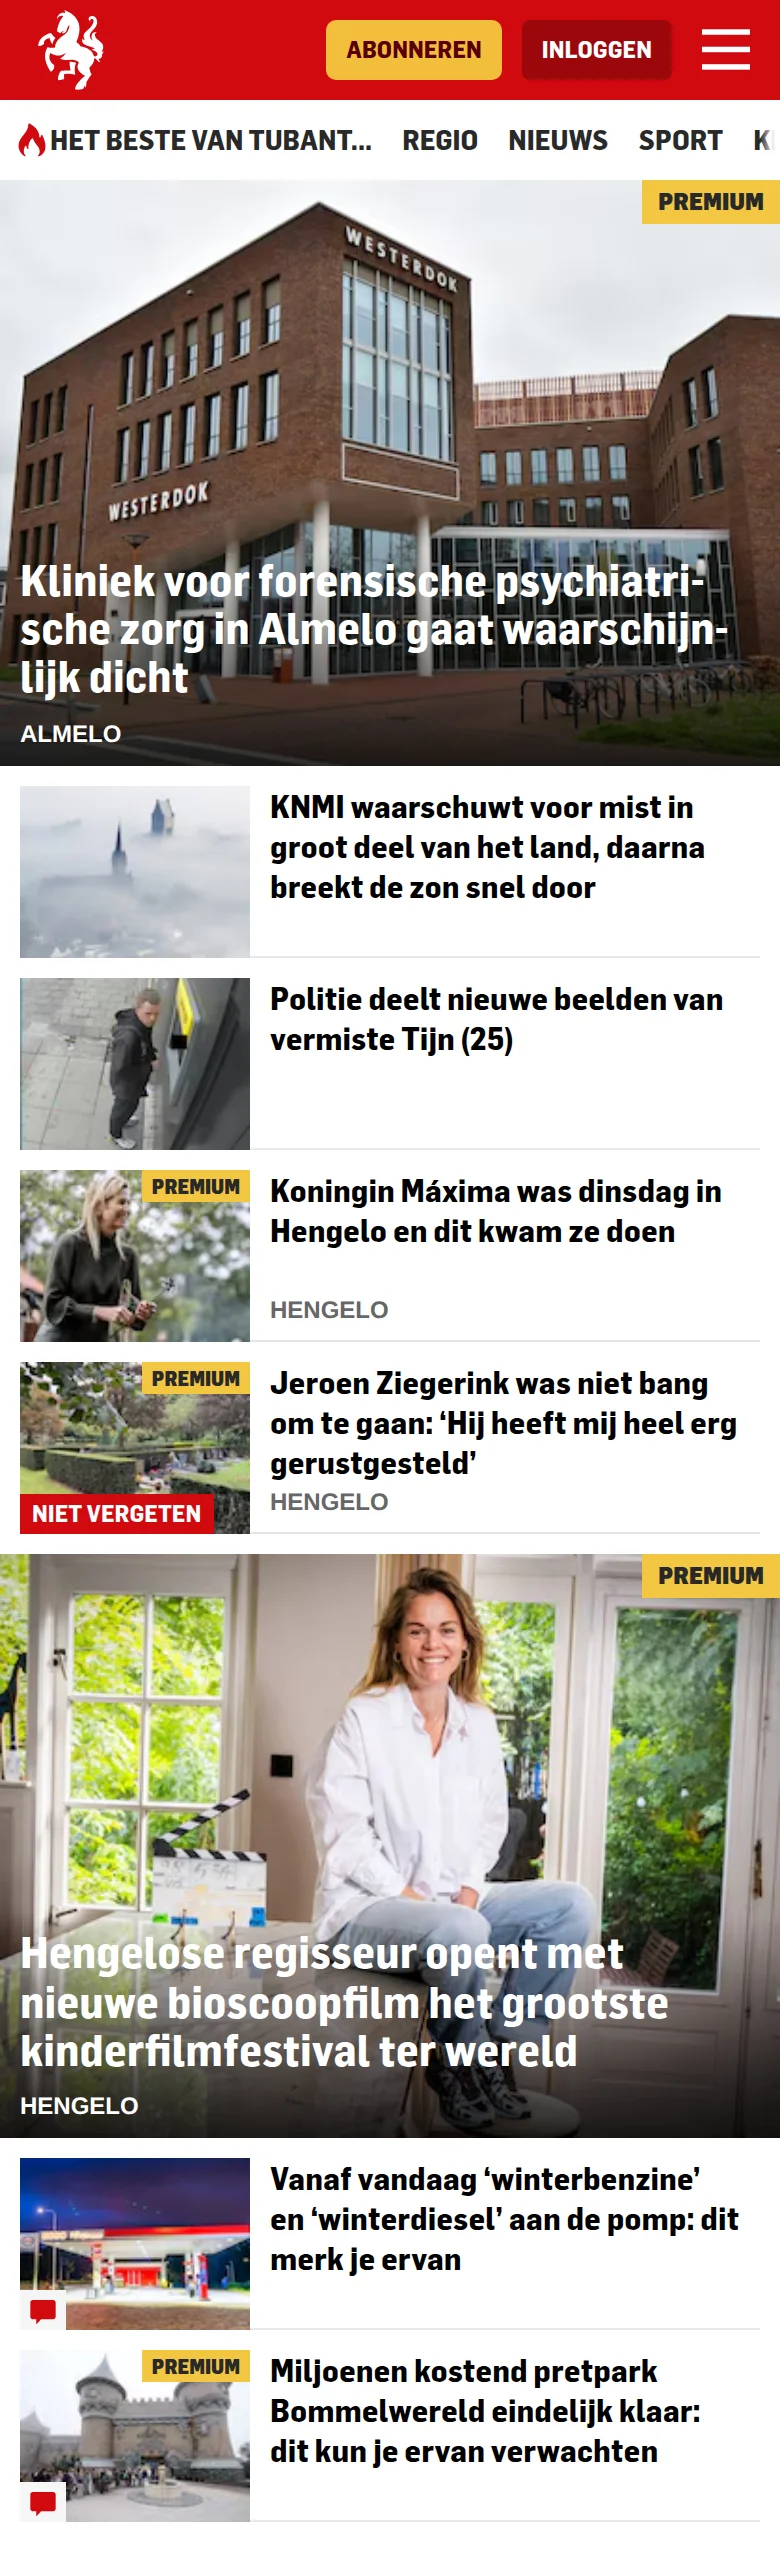 ABONNEREN
INLOGGEN
HET BESTE VAN TUBANT... REGIO NIEUWS SPORT
PREMIUM
WESTERDOK
WESTERDOK
Kliniek voor forensische psychiatri-
sche zorg in Almelo gaat waarschijn-
lijk dicht
ALMELO
KNMI waarschuwt voor mist in
groot deel van het land, daarna
breekt de zon snel door
Politie deelt nieuwe beelden van
vermiste Tijn (25)
PREMIUM
Koningin Máxima was dinsdag in
Hengelo en dit kwam ze doen
HENGELO
PREMIUM
NIET VERGETEN
Jeroen Ziegerink was niet bang
om te gaan: ‘Hij heeft mij heel erg
gerustgesteld’
HENGELO
PREMIUM
Hengelose regisseur opent met
nieuwe bioscoopfilm het grootste
kinderfilmfestival ter wereld
HENGELO
Vanaf vandaag ‘winterbenzine’
en ‘winterdiesel’ aan de pomp: dit
merk je ervan
PREMIUM
Miljoenen kostend pretpark
Bommelwereld eindelijk klaar:
dit kun je ervan verwachten